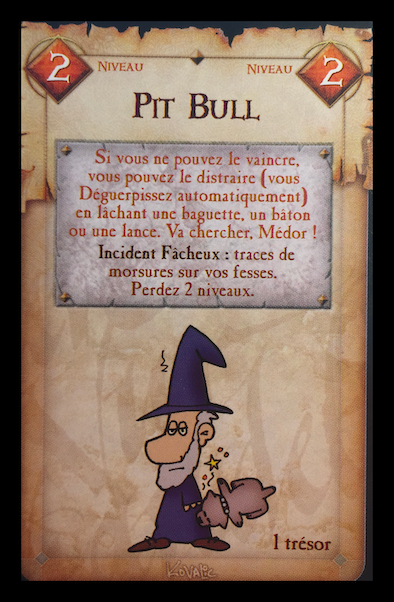 2 Niveau Niveau 2
Pit Bull
Si vous ne pouvez le vaincre,
vous pouvez le distraire (vous
Déguerpissez automatiquement)
en lâchant une baguette, un bâton
ou une lance. Va chercher, Médor !
Incident Fâcheux : traces de
morsures sur vos fesses.
Perdez 2 niveaux.
1 trésor
Kovalic